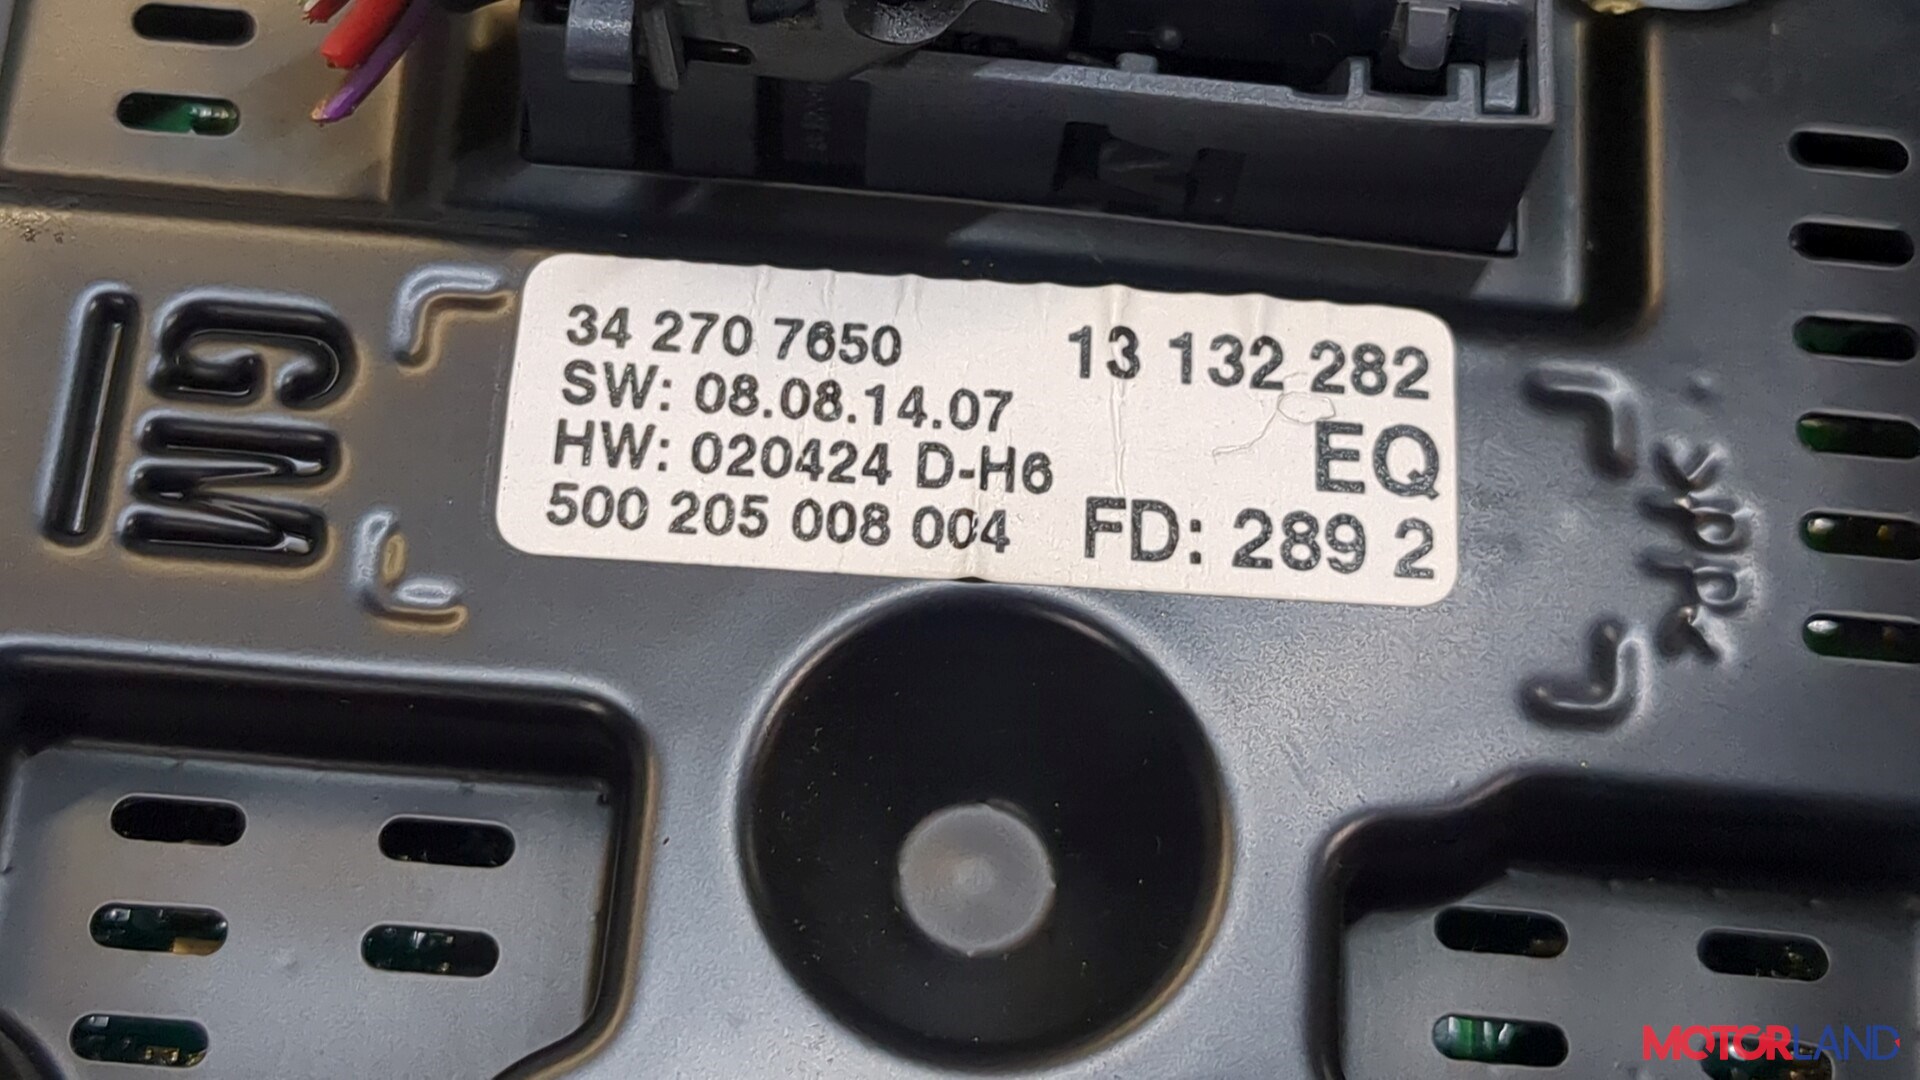 34 270 7650
SW: 08.08.14.07
HW: 020424 D-H6
500 205 008 004
13 132 282
EQ
FD: 289 2
GM
>PPE<
MOTORLAND